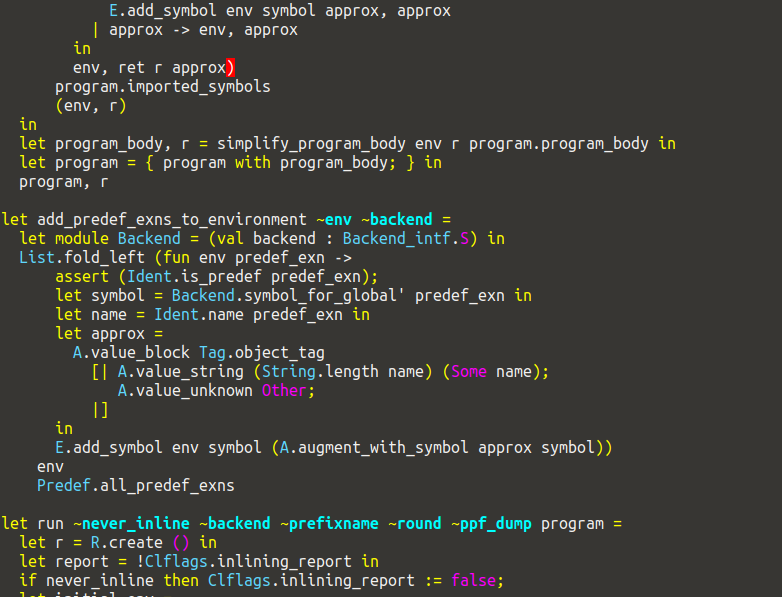 E.add_symbol env symbol approx, approx
          | approx -> env, approx
        in
        env, ret r approx)
      program.imported_symbols
      (env, r)
  in
  let program_body, r = simplify_program_body env r program.program_body in
  let program = { program with program_body; } in
  program, r

let add_predef_exns_to_environment ~env ~backend =
  let module Backend = (val backend : Backend_intf.S) in
  List.fold_left (fun env predef_exn ->
      assert (Ident.is_predef predef_exn);
      let symbol = Backend.symbol_for_global' predef_exn in
      let name = Ident.name predef_exn in
      let approx =
        A.value_block Tag.object_tag
          [| A.value_string (String.length name) (Some name);
             A.value_unknown Other;
          |]
      in
      E.add_symbol env symbol (A.augment_with_symbol approx symbol))
    env
    Predef.all_predef_exns

let run ~never_inline ~backend ~prefixname ~round ~ppf_dump program =
  let r = R.create () in
  let report = !Clflags.inlining_report in
  if never_inline then Clflags.inlining_report := false;
  let initial_env